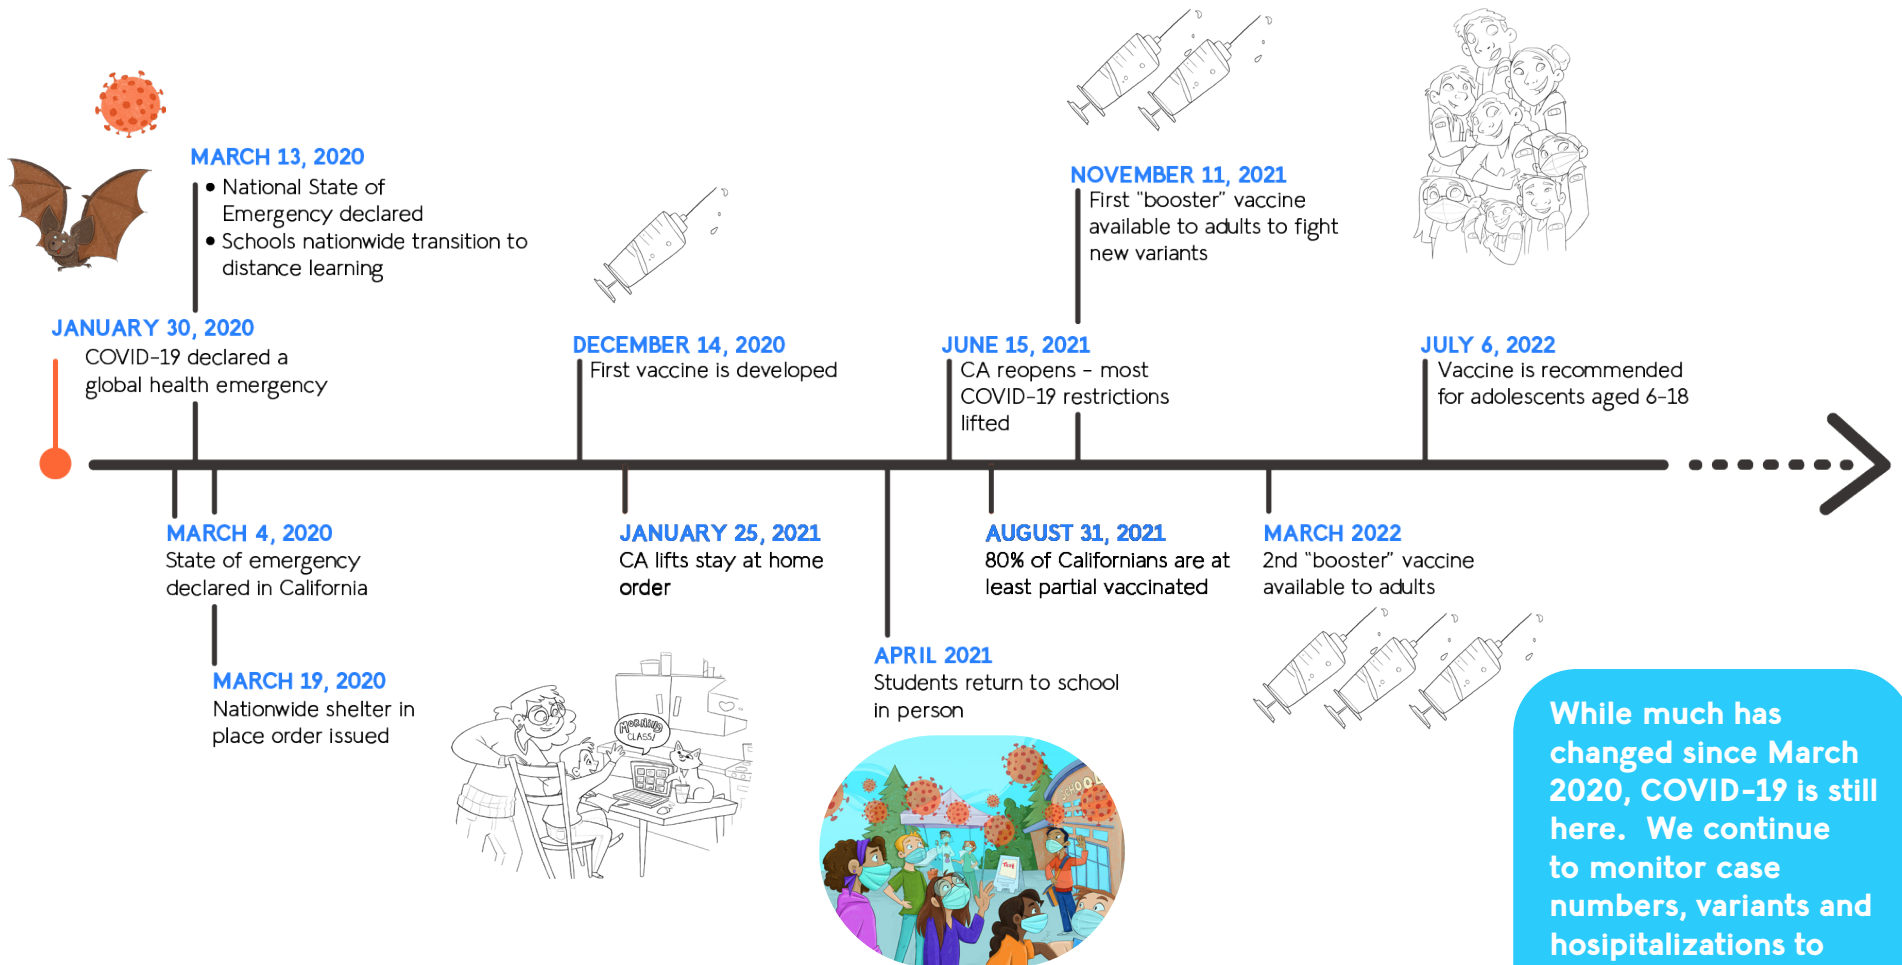 MARCH 13, 2020
• National State of
Emergency declared
• Schools nationwide transition to
distance learning
JANUARY 30, 2020
COVID-19 declared a
global health emergency
DECEMBER 14, 2020
First vaccine is developed
JUNE 15, 2021
CA reopens - most
COVID-19 restrictions
lifted
NOVEMBER 11, 2021
First "booster" vaccine
available to adults to fight
new variants
JULY 6, 2022
Vaccine is recommended
for adolescents aged 6-18
MARCH 4, 2020
State of emergency
declared in California
MARCH 19, 2020
Nationwide shelter in
place order issued
JANUARY 25, 2021
CA lifts stay at home
order
APRIL 2021
Students return to school
in person
AUGUST 31, 2021
80% of Californians are at
least partial vaccinated
MARCH 2022
2nd "booster" vaccine
available to adults
MORNING
CLASS!
SCHOOL
Test
While much has
changed since March
2020, COVID-19 is still
here. We continue
to monitor case
numbers, variants and
hosipitalizations to